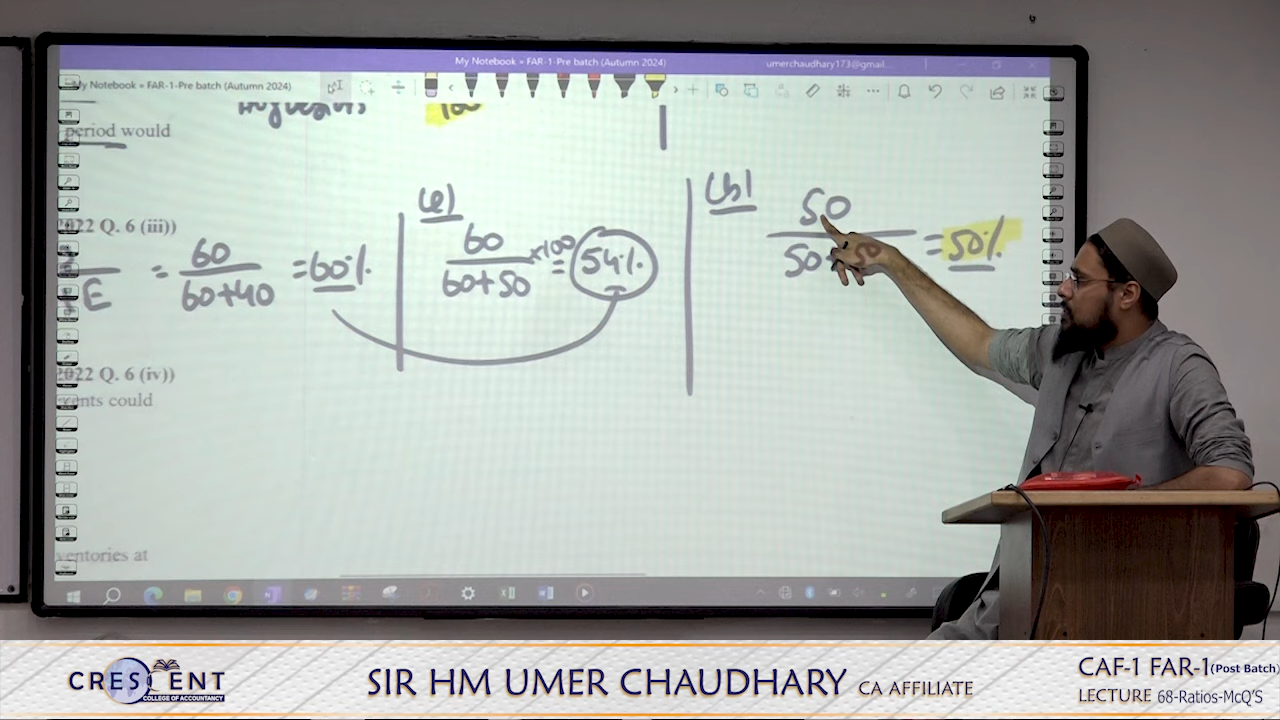 My Notebook » FAR-1-Pre batch (Autumn 2024)
umerchaudhary173@gmail...
My Notebook » FAR-1-Pre batch (Autumn 2024)
100
period would
2022 Q. 6 (iii))
E = 60 / 60+40 = 60%
(a)
60 / 60+50 ×100 = 54%
(b)
50 / 50+50 = 50%
2022 Q. 6 (iv))
vents could
ventories at
CRESCENT
COLLEGE OF ACCOUNTANCY
SIR HM UMER CHAUDHARY CA AFFILIATE
CAF-1 FAR-1(Post Batch)
LECTURE 68-Ratios-McQ'S